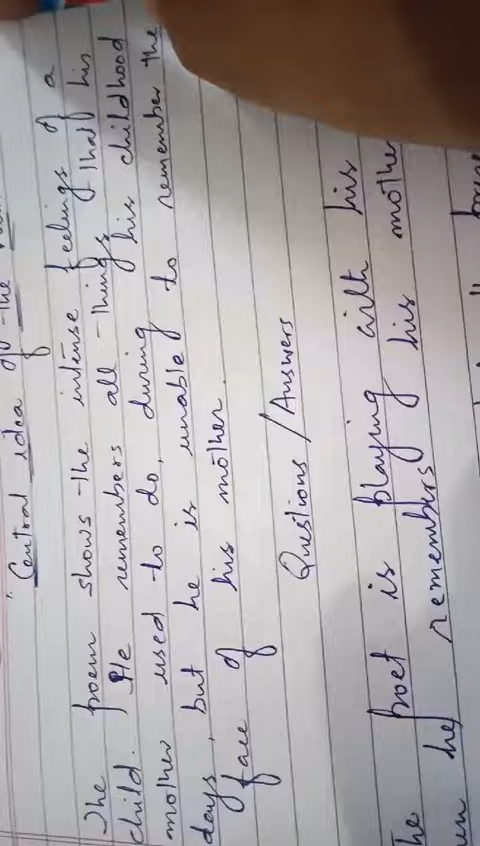 Central idea of the
The poem shows the intense feelings of a
child. He remembers all things that his
mother used to do, during his childhood
days, but he is unable to remember the
face of his mother.
Questions / Answers
he poet is playing with his
he remembers his mother